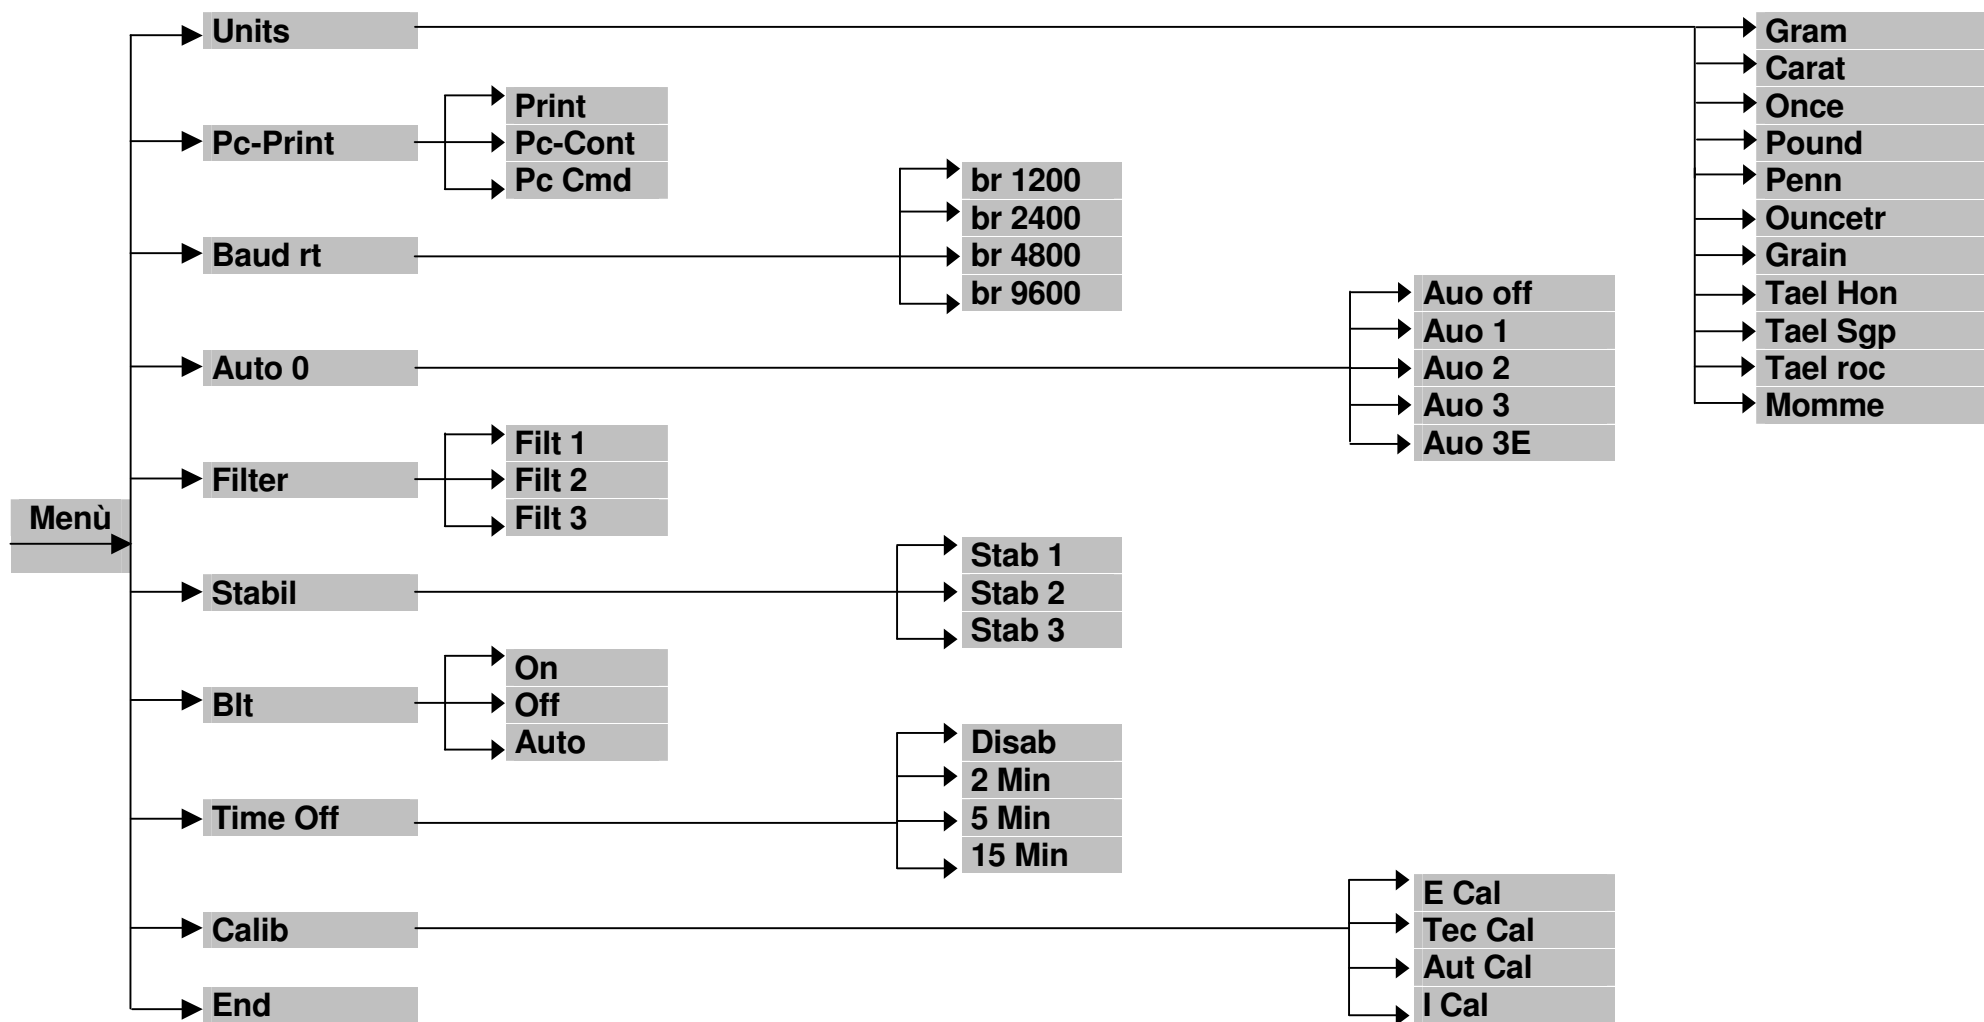 Menù
Units
Gram
Carat
Once
Pound
Penn
Ouncetr
Grain
Tael Hon
Tael Sgp
Tael roc
Momme
Pc-Print
Print
Pc-Cont
Pc Cmd
Baud rt
br 1200
br 2400
br 4800
br 9600
Auto 0
Auo off
Auo 1
Auo 2
Auo 3
Auo 3E
Filter
Filt 1
Filt 2
Filt 3
Stabil
Stab 1
Stab 2
Stab 3
Blt
On
Off
Auto
Time Off
Disab
2 Min
5 Min
15 Min
Calib
E Cal
Tec Cal
Aut Cal
I Cal
End